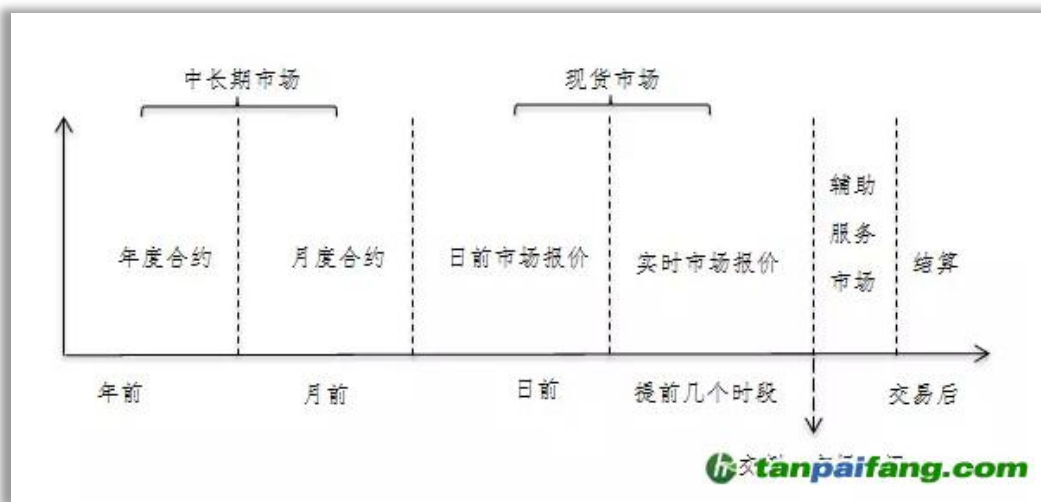 中长期市场
现货市场
年度合约
月度合约
日前市场报价
实时市场报价
辅助
服务
市场
结算
年前
月前
日前
提前几个时段
交易后
tanpaifang.com